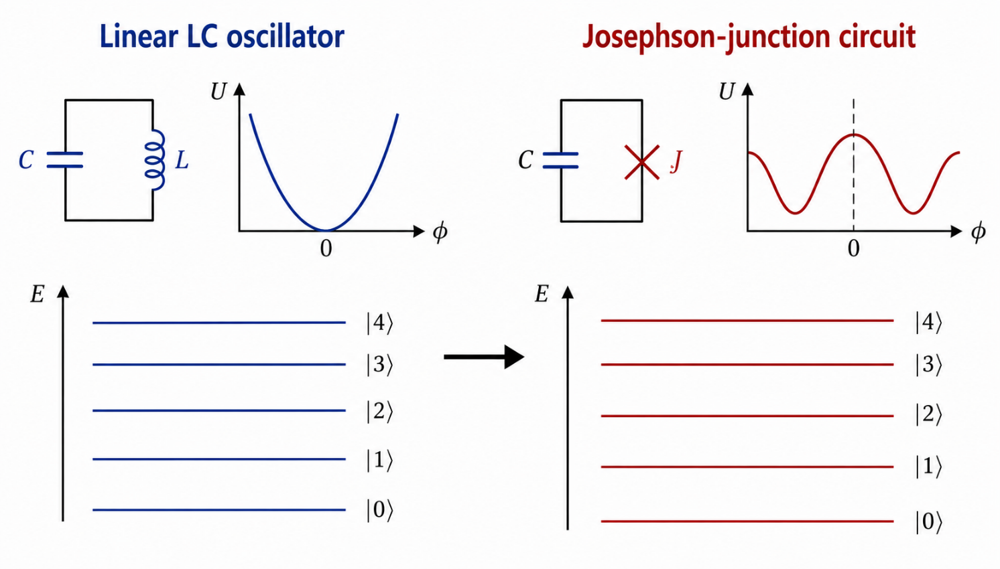 Linear LC oscillator
Josephson-junction circuit
U
C
L
ϕ
0
U
C
J
ϕ
0
E
|4⟩
|3⟩
|2⟩
|1⟩
|0⟩
E
|4⟩
|3⟩
|2⟩
|1⟩
|0⟩